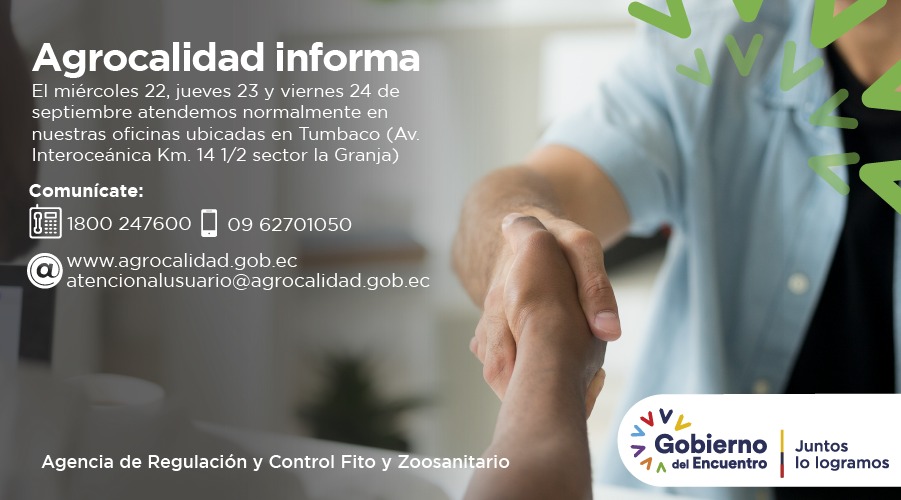 Agrocalidad informa
El miércoles 22, jueves 23 y viernes 24 de
septiembre atendemos normalmente en
nuestras oficinas ubicadas en Tumbaco (Av.
Interoceánica Km. 14 1/2 sector la Granja)
Comunícate:
1800 247600 09 62701050
@ www.agrocalidad.gob.ec
atencionalusuario@agrocalidad.gob.ec
Agencia de Regulación y Control Fito y Zoosanitario
Gobierno
del Encuentro
Juntos
lo logramos